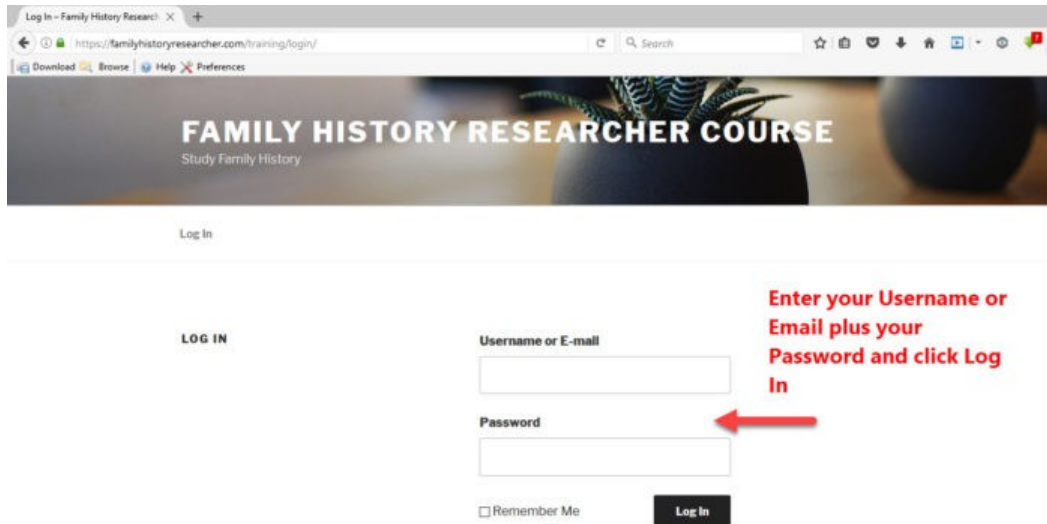 Log In – Family History Research
https://familyhistoryresearcher.com/training/login/
Search
7
Download Browse Help Preferences
FAMILY HISTORY RESEARCHER COURSE
Study Family History
Log In
Enter your Username or
Email plus your
Password and click Log
In
LOG IN
Username or E-mail
Password
Remember Me
Log In